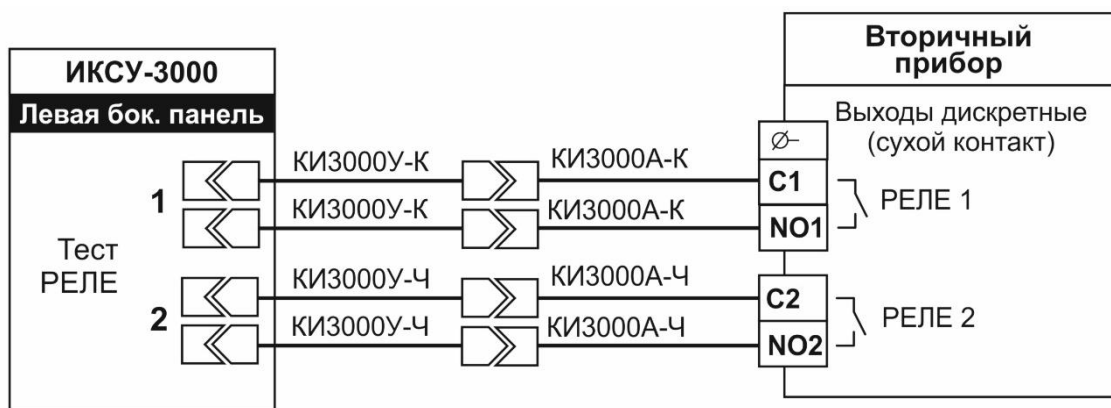 ИКСУ-3000
Левая бок. панель
1
Тест
РЕЛЕ
2
КИ3000У-К
КИ3000А-К
КИ3000У-К
КИ3000А-К
КИ3000У-Ч
КИ3000А-Ч
КИ3000У-Ч
КИ3000А-Ч
Вторичный
прибор
Выходы дискретные
(сухой контакт)
C1
NO1
РЕЛЕ 1
C2
NO2
РЕЛЕ 2